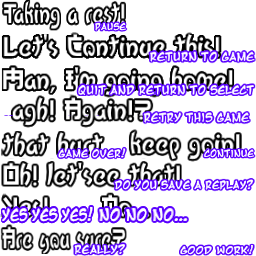 Taking a rest!
PAUSE
Let's Continue this!
RETURN TO GAME
Man, I'm going home!
QUIT AND RETURN TO SELECT
agh! Again!?
RETRY THIS GAME
that hurt... keep goin!
GAME OVER! CONTINUE
Oh! let'see that!
DO YOU SAVE A REPLAY?
Yes! No
YES YES YES! NO NO NO...
Are you sure?
REALLY? GOOD WORK!